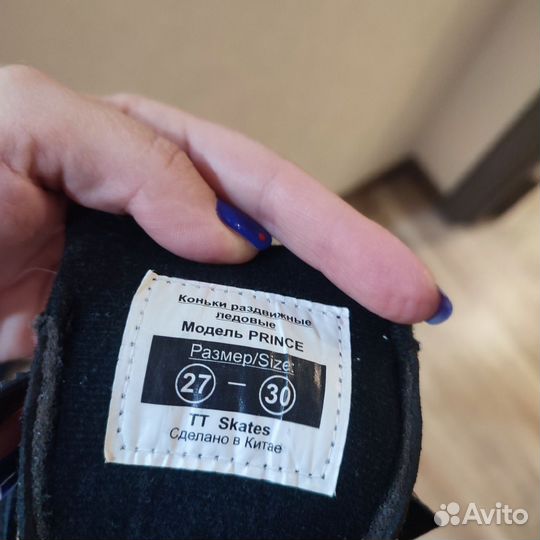 Коньки раздвижные
ледовые
Модель PRINCE
Размер/Size:
27 – 30
TT Skates
Сделано в Китае
Avito